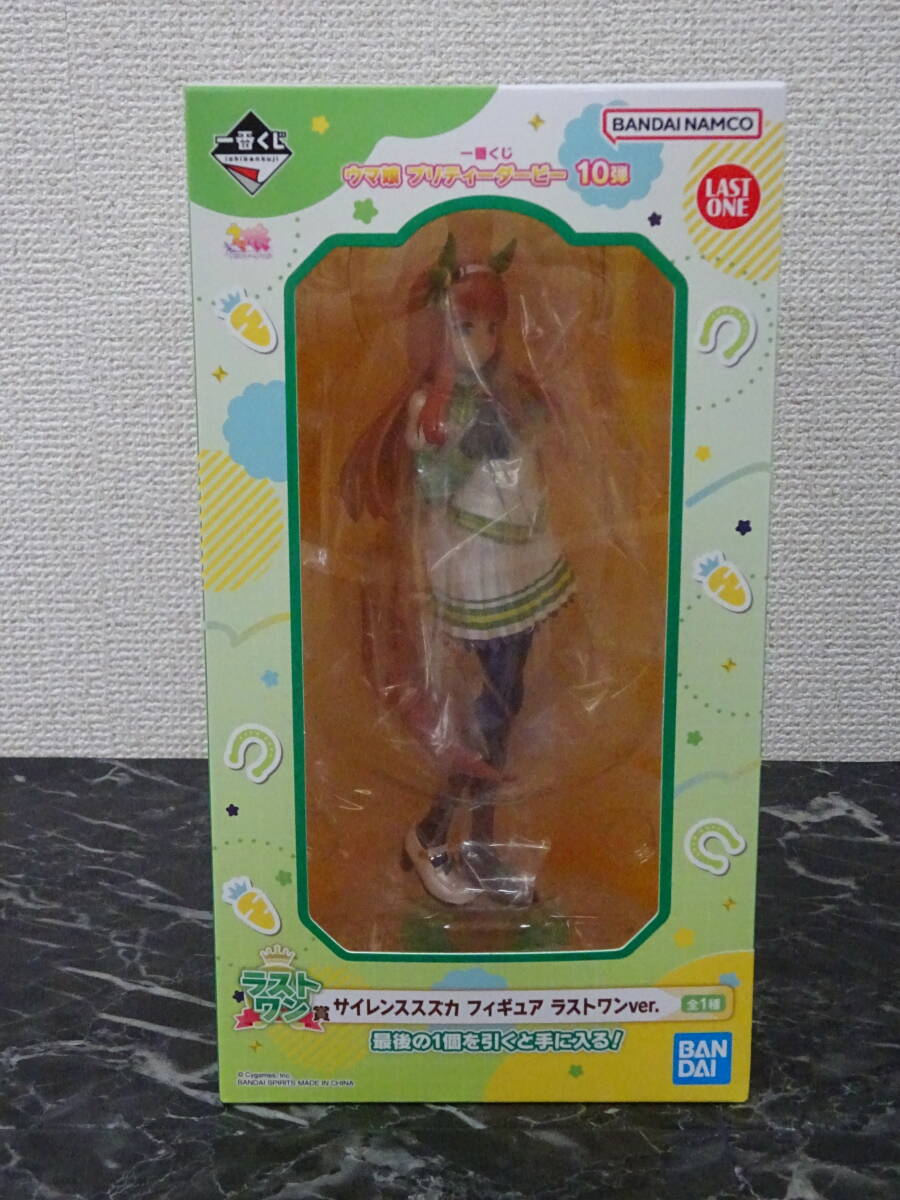 一番くじ
ichibankuji
BANDAI NAMCO
一番くじ
ウマ娘 プリティーダービー 10弾
LAST
ONE
ラスト
ワン賞
サイレンススズカ フィギュア ラストワンver.
全1種
最後の1個を引くと手に入る!
© Cygames, Inc.
BANDAI SPIRITS MADE IN CHINA
BAN
DAI